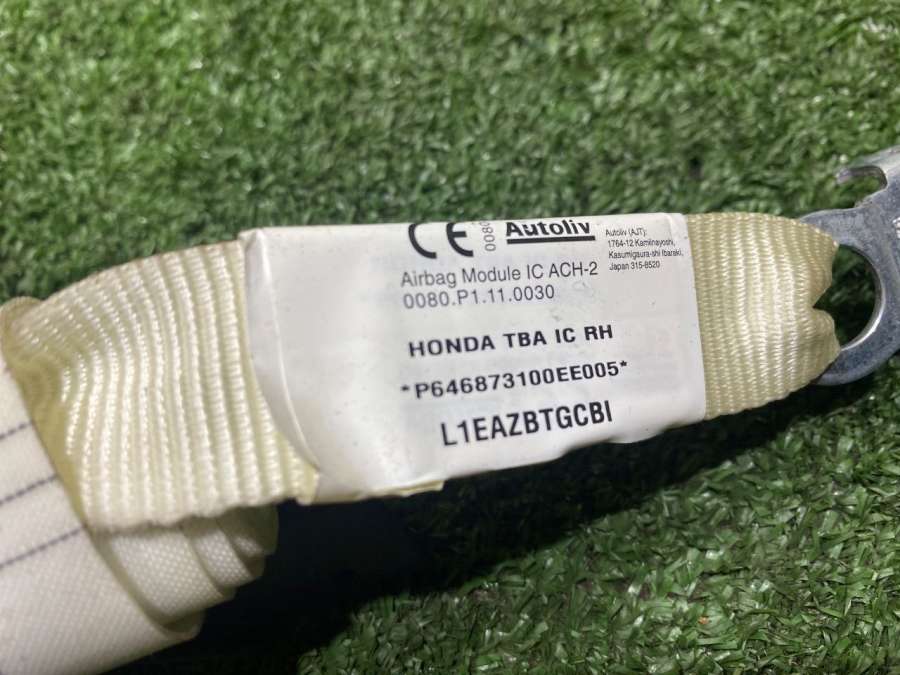 CE 0080 Autoliv
Autoliv (AJT):
1764-12 Kamiinayoshi,
Kasumigaura-shi Ibaraki,
Japan 315-8520
Airbag Module IC ACH-2
0080.P1.11.0030
HONDA TBA IC RH
*P646873100EE005*
L1EAZBTGCBI